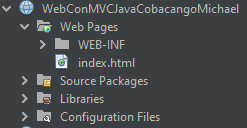 WebConMVCJavaCobacangoMichael
Web Pages
WEB-INF
index.html
Source Packages
Libraries
Configuration Files